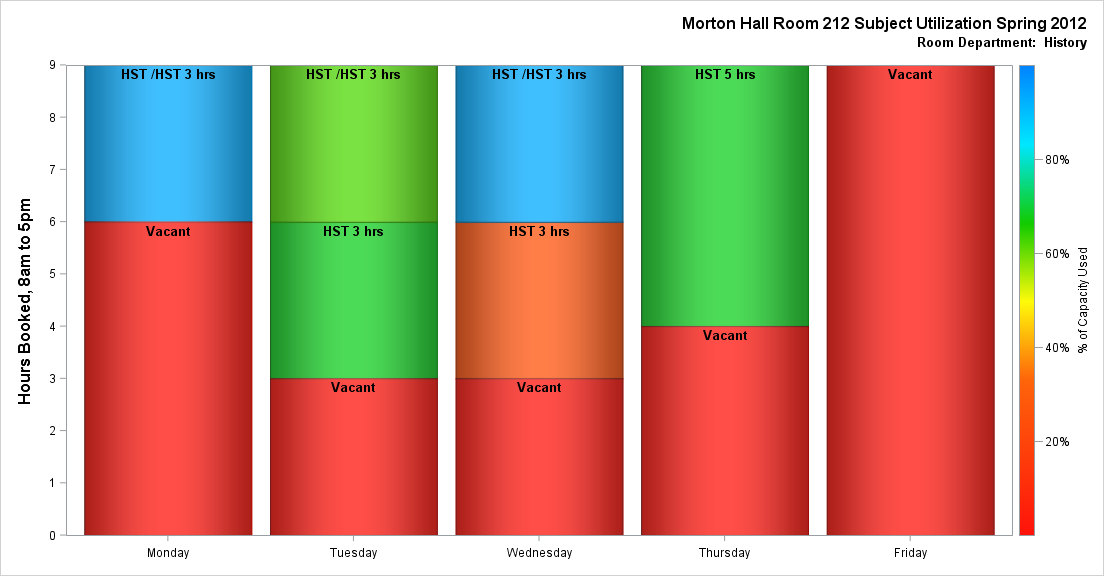 Morton Hall Room 212 Subject Utilization Spring 2012
Room Department: History
Hours Booked, 8am to 5pm
9
8
7
6
5
4
3
2
1
0
HST /HST 3 hrs
Vacant
HST /HST 3 hrs
HST 3 hrs
Vacant
HST /HST 3 hrs
HST 3 hrs
Vacant
HST 5 hrs
Vacant
Vacant
Monday
Tuesday
Wednesday
Thursday
Friday
80%
60%
40%
20%
% of Capacity Used